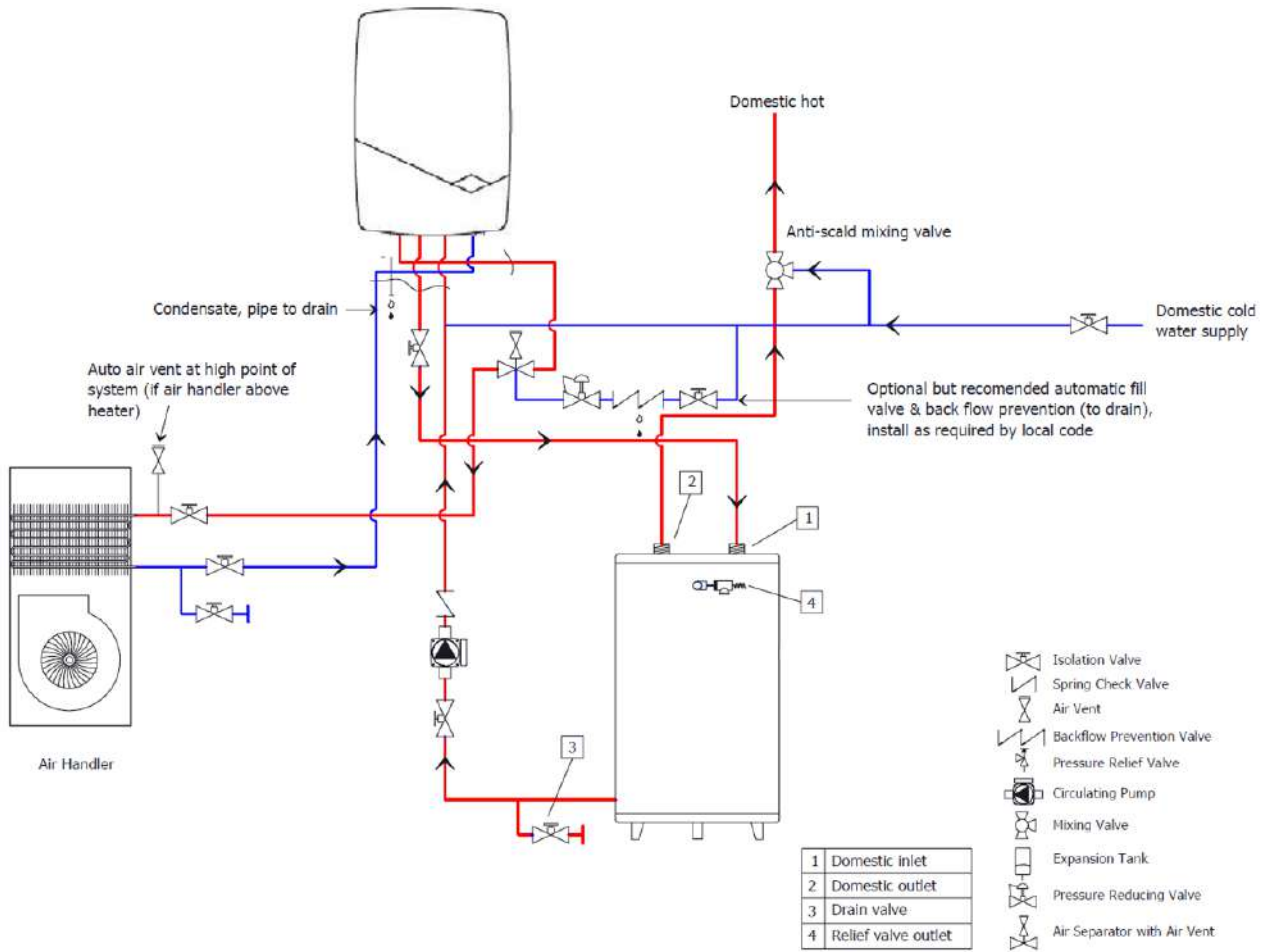 Domestic hot
Anti-scald mixing valve
Condensate, pipe to drain
Domestic cold
water supply
Auto air vent at high point of
system (if air handler above
heater)
Optional but recomended automatic fill
valve & back flow prevention (to drain),
install as required by local code
2
1
4
3
Air Handler
Isolation Valve
Spring Check Valve
Air Vent
Backflow Prevention Valve
Pressure Relief Valve
Circulating Pump
Mixing Valve
Expansion Tank
Pressure Reducing Valve
Air Separator with Air Vent
1 Domestic inlet
2 Domestic outlet
3 Drain valve
4 Relief valve outlet